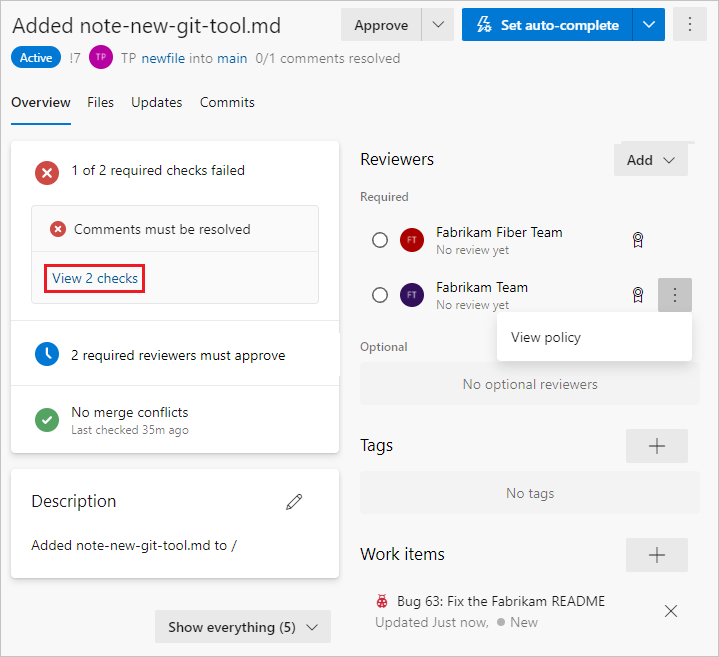 Added note-new-git-tool.md
Approve
Set auto-complete
Active
!7
TP
TP newfile into main 0/1 comments resolved
Overview
Files
Updates
Commits
1 of 2 required checks failed
Comments must be resolved
View 2 checks
2 required reviewers must approve
No merge conflicts
Last checked 35m ago
Description
Added note-new-git-tool.md to /
Show everything (5)
Reviewers
Add
Required
FT
Fabrikam Fiber Team
No review yet
FT
Fabrikam Team
No review yet
View policy
Optional
No optional reviewers
Tags
No tags
Work items
Bug 63: Fix the Fabrikam README
Updated Just now, New